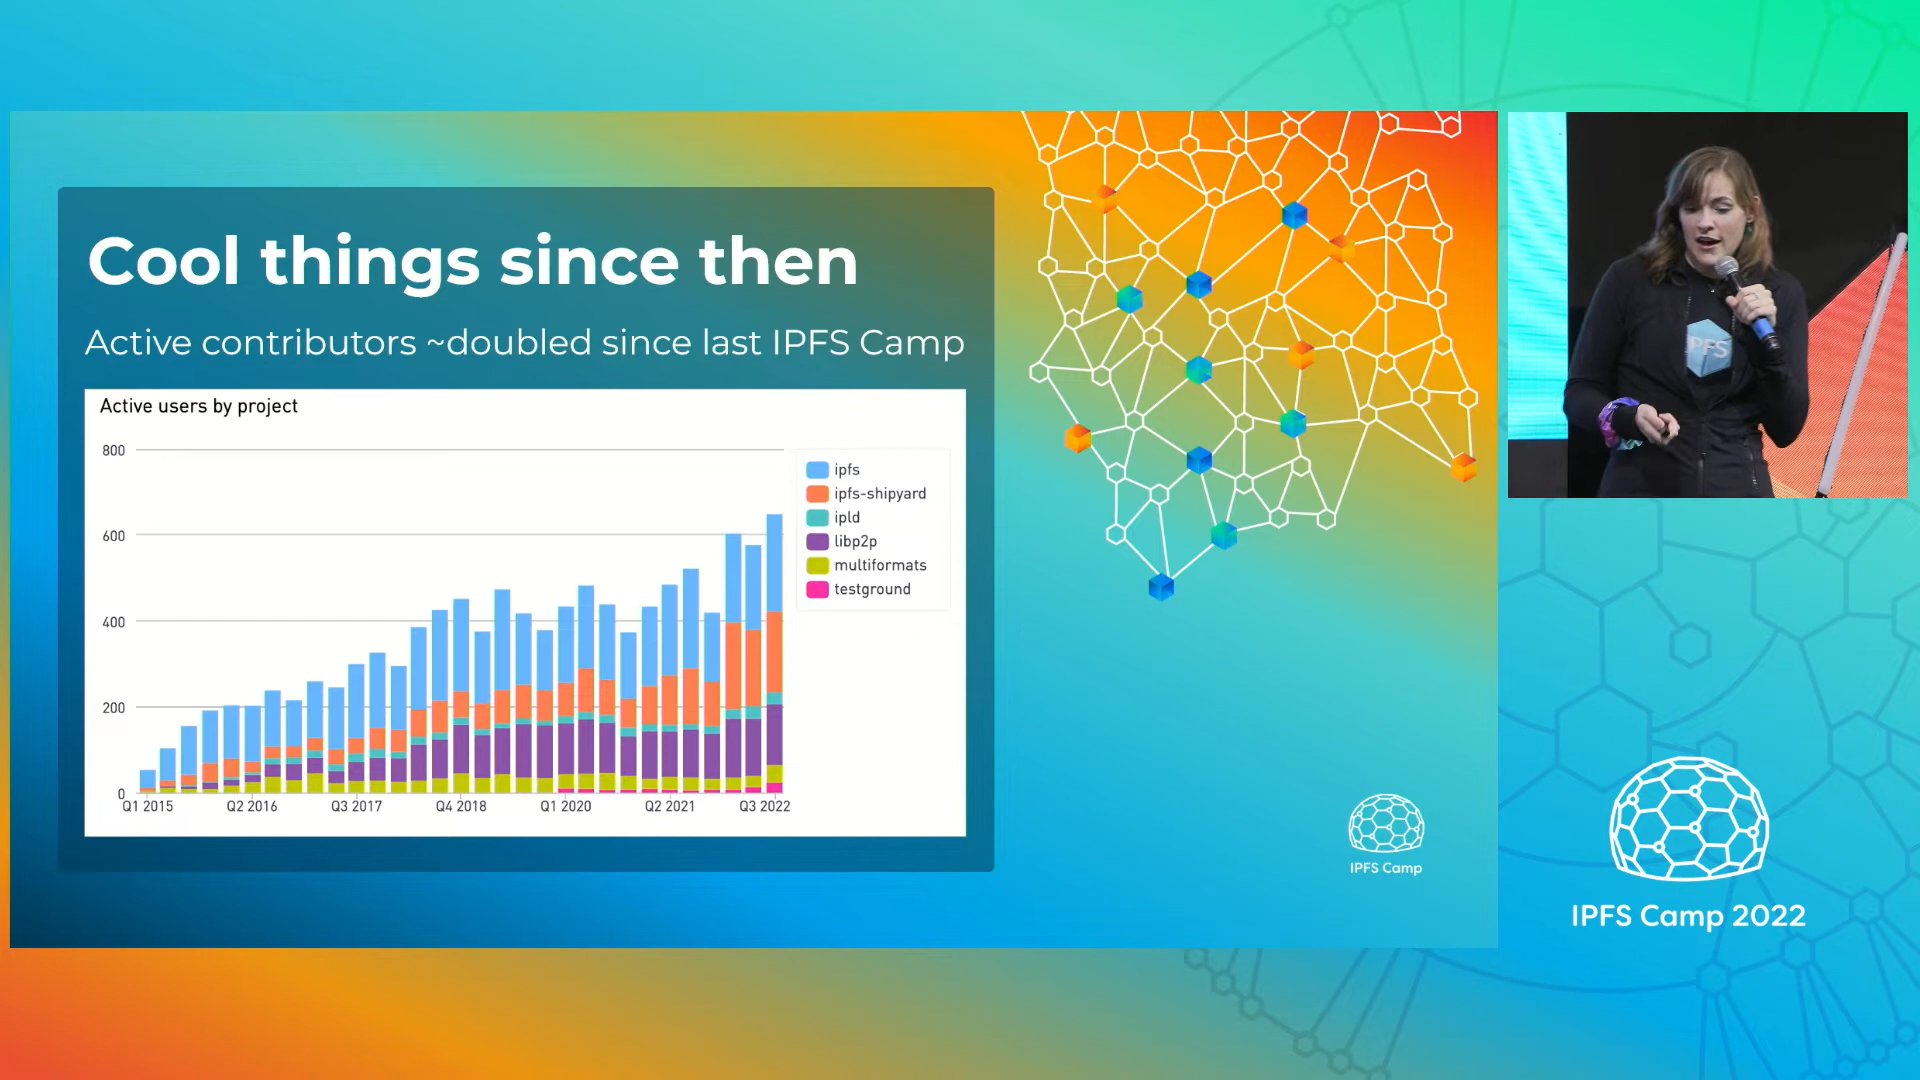 Cool things since then
Active contributors ~doubled since last IPFS Camp
Active users by project
800
600
400
200
0
Q1 2015
Q2 2016
Q3 2017
Q4 2018
Q1 2020
Q2 2021
Q3 2022
ipfs
ipfs-shipyard
ipld
libp2p
multiformats
testground
IPFS Camp
IPFS
IPFS Camp 2022